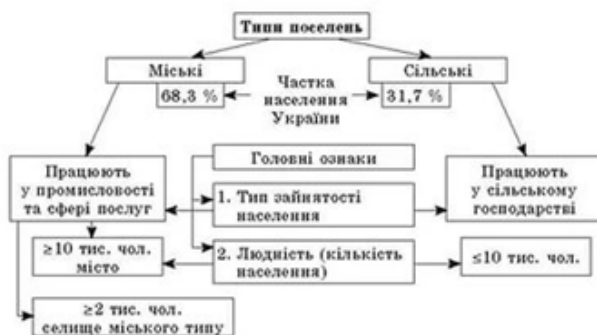 Типи поселень
Міські
Сільські
68,3 %
Частка
населення
України
31,7 %
Головні ознаки
Працюють
у промисловості
та сфері послуг
1. Тип зайнятості
населення
Працюють
у сільському
господарстві
≥10 тис. чол.
місто
2. Людність (кількість
населення)
≤10 тис. чол.
≥2 тис. чол.
селище міського типу